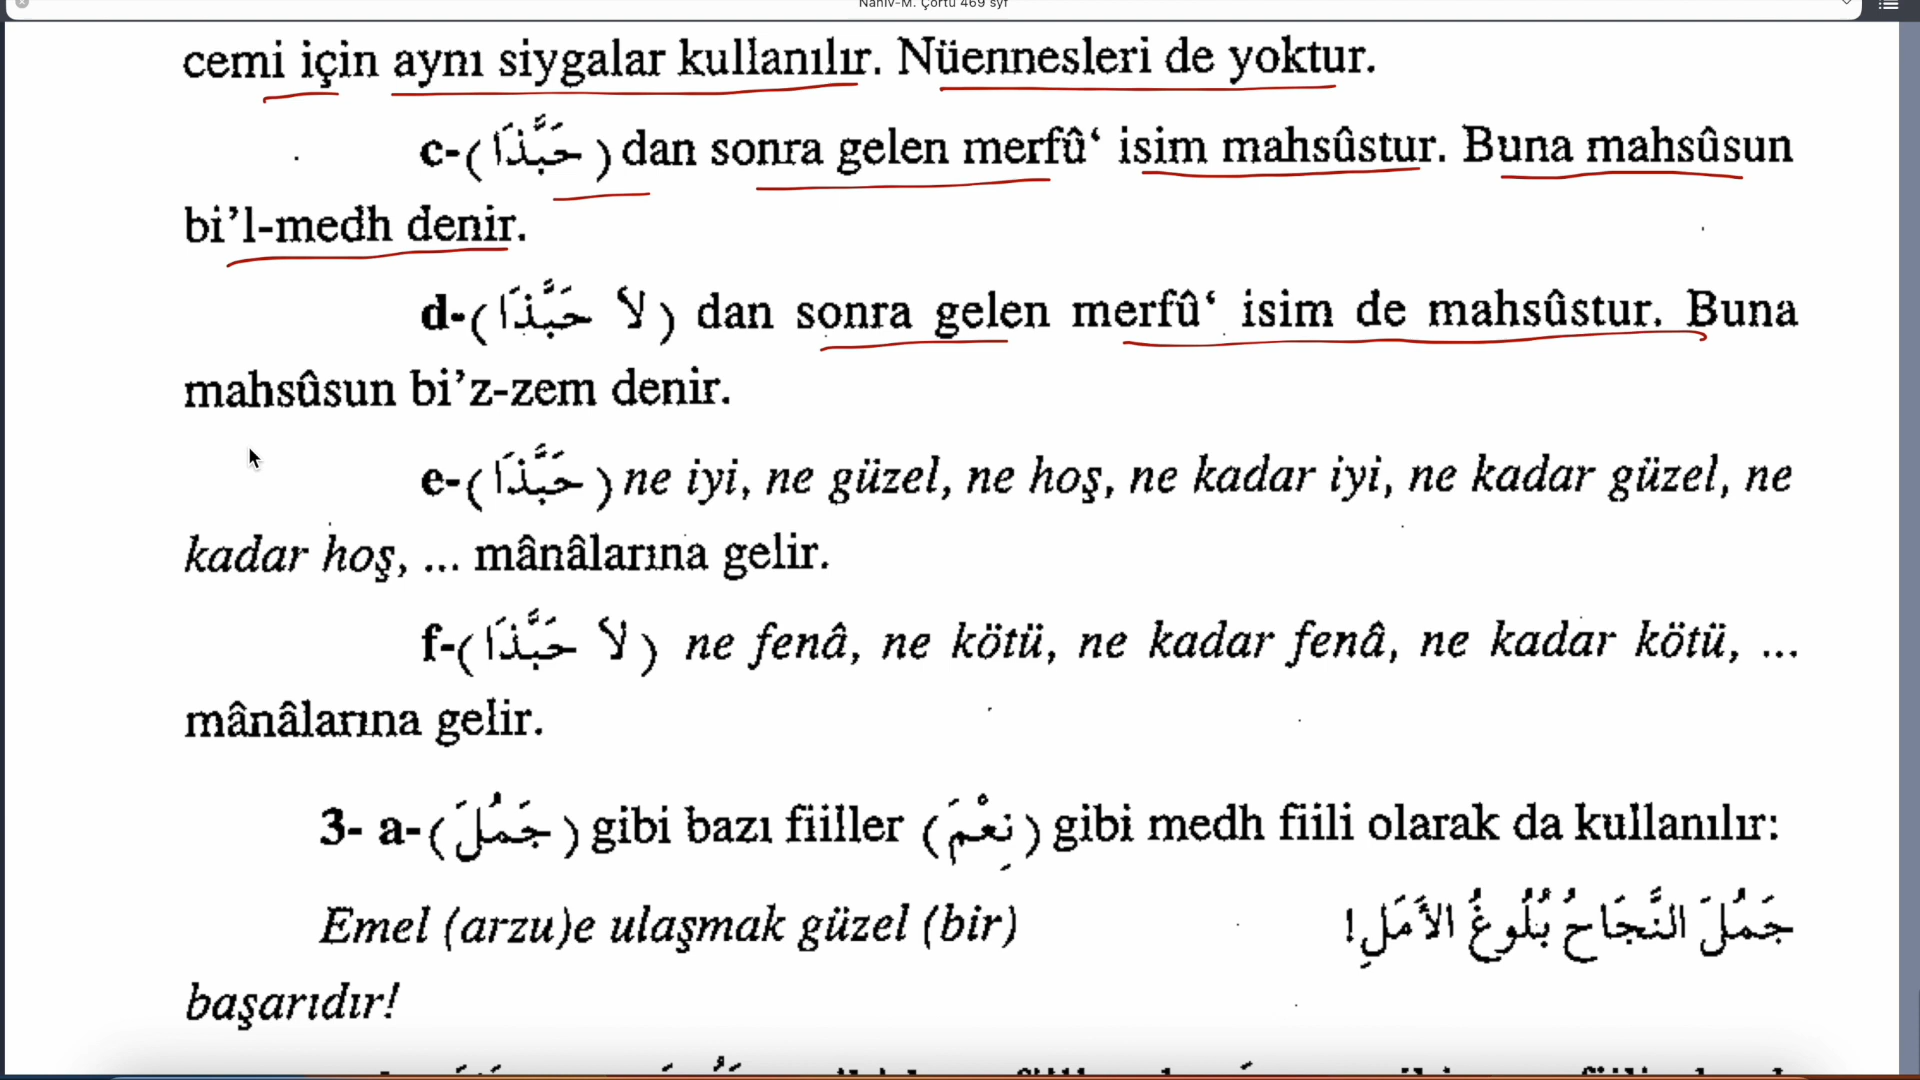 Nahiv-M. Çörtü 469 syf
cemi için aynı siygalar kullanılır. Nüennesleri de yoktur.
c-( حَبَّذَا ) dan sonra gelen merfû‘ isim mahsûstur. Buna mahsûsun
bi’l-medh denir.
d-( لاَ حَبَّذَا ) dan sonra gelen merfû‘ isim de mahsûstur. Buna
mahsûsun bi’z-zem denir.
e-( حَبَّذَا ) ne iyi, ne güzel, ne hoş, ne kadar iyi, ne kadar güzel, ne
kadar hoş, ... mânâlarına gelir.
f-( لاَ حَبَّذَا ) ne fenâ, ne kötü, ne kadar fenâ, ne kadar kötü, ...
mânâlarına gelir.
3- a-( جَمُلَ ) gibi bazı fiiller ( نِعْمَ ) gibi medh fiili olarak da kullanılır:
جَمُلَ النَّجَاحُ بُلُوغُ الأَمَلِ!
Emel (arzu)e ulaşmak güzel (bir)
başarıdır!